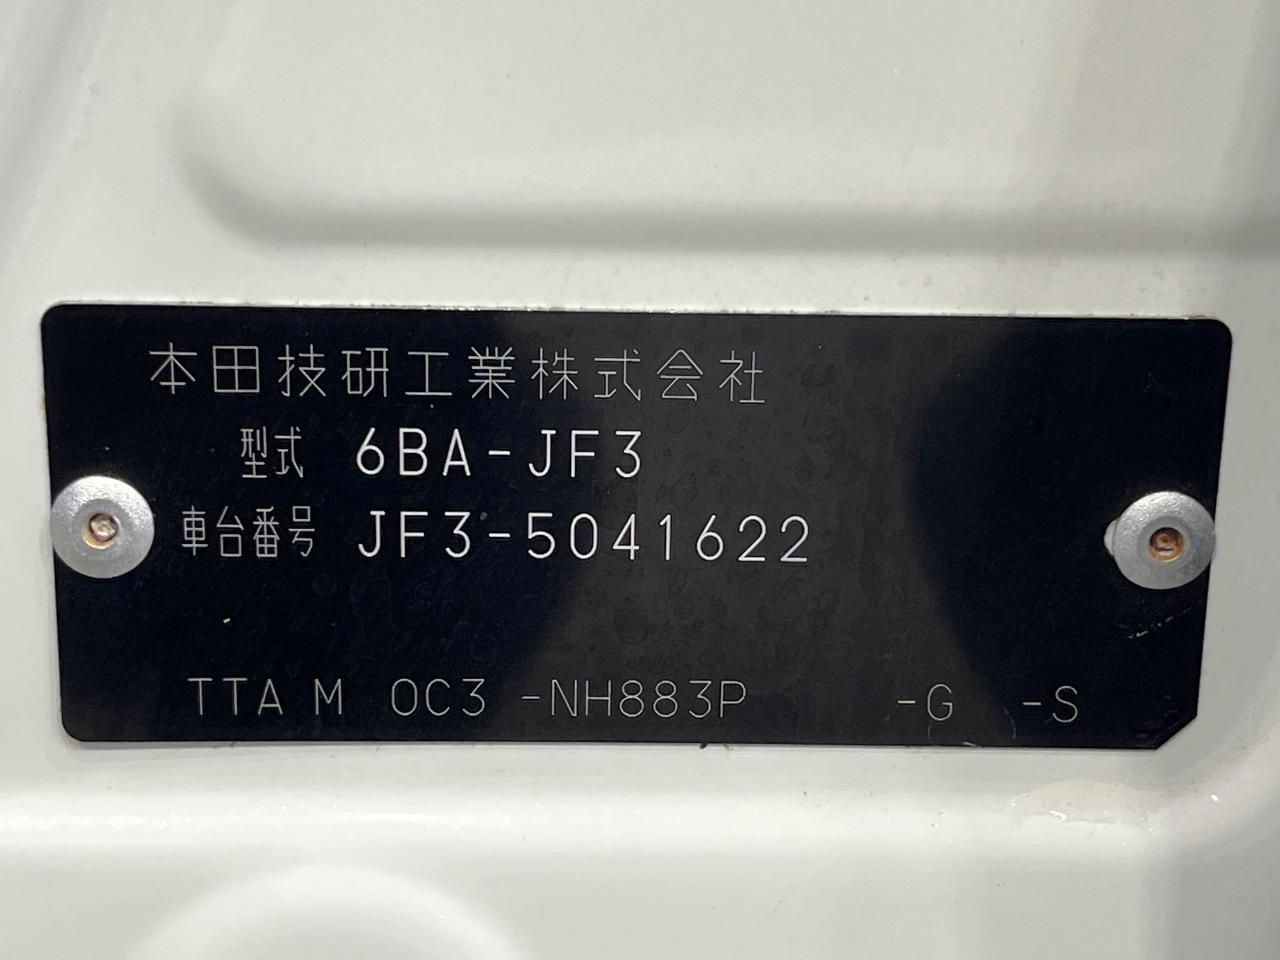 本田技研工業株式会社
型式 6BA-JF3
車台番号 JF3-5041622
TTA M 0C3 -NH883P -G -S